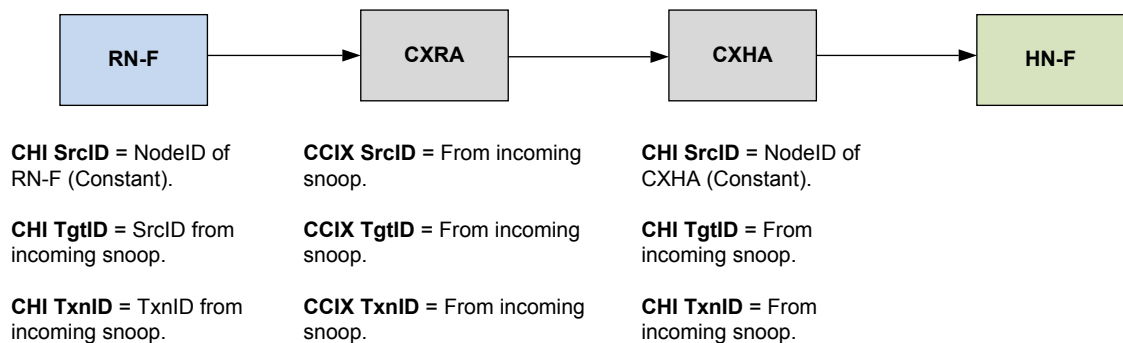 RN-F
CXRA
CXHA
HN-F
CHI SrcID = NodeID of
RN-F (Constant).
CHI TgtID = SrcID from
incoming snoop.
CHI TxnID = TxnID from
incoming snoop.
CCIX SrcID = From incoming
snoop.
CCIX TgtID = From incoming
snoop.
CCIX TxnID = From incoming
snoop.
CHI SrcID = NodeID of
CXHA (Constant).
CHI TgtID = From
incoming snoop.
CHI TxnID = From
incoming snoop.